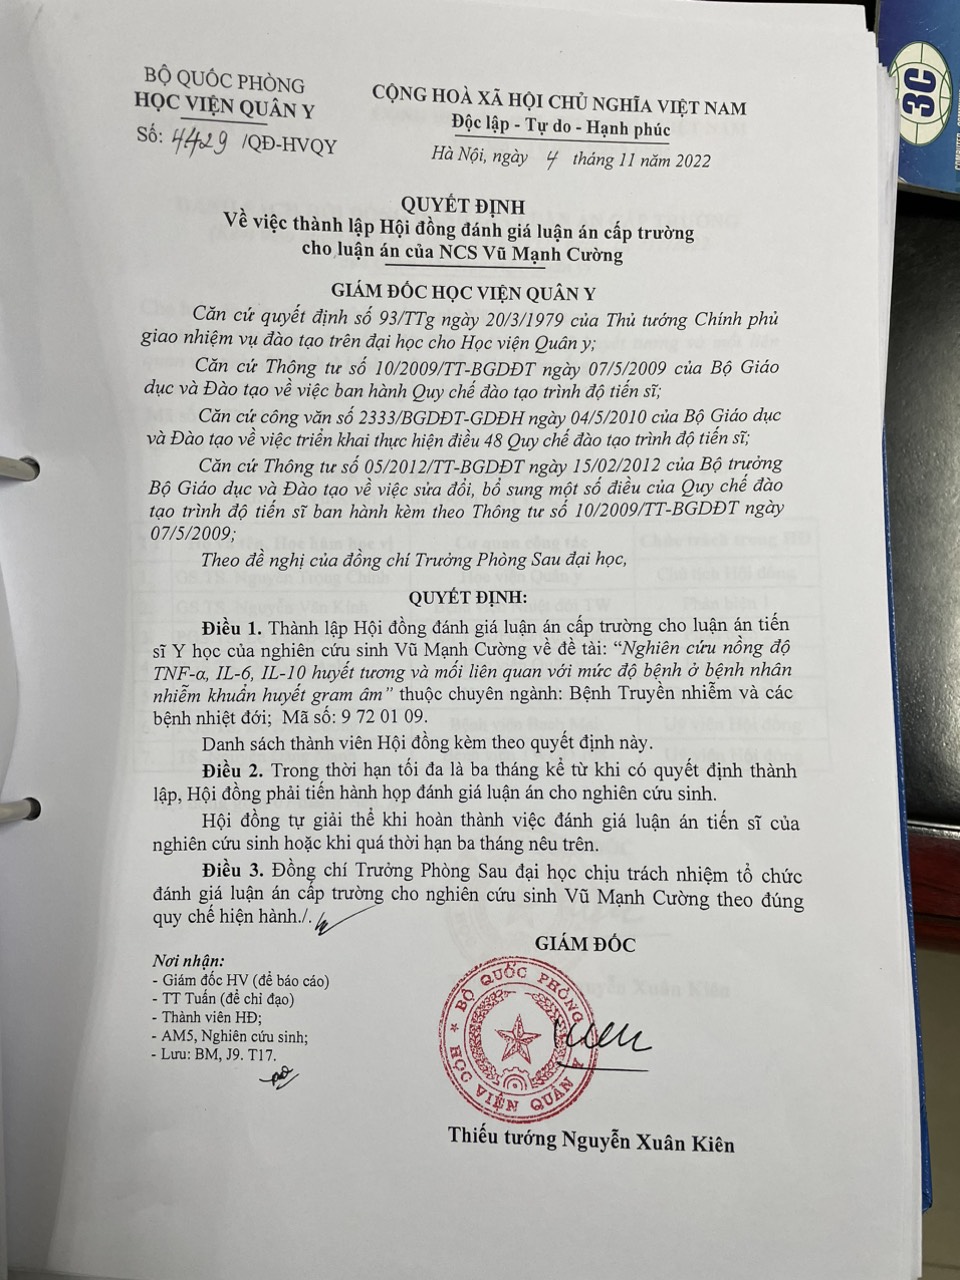 BỘ QUỐC PHÒNG
HỌC VIỆN QUÂN Y
Số: 4429 /QĐ-HVQY
CỘNG HOÀ XÃ HỘI CHỦ NGHĨA VIỆT NAM
Độc lập - Tự do - Hạnh phúc
Hà Nội, ngày 4 tháng 11 năm 2022
QUYẾT ĐỊNH
Về việc thành lập Hội đồng đánh giá luận án cấp trường
cho luận án của NCS Vũ Mạnh Cường
GIÁM ĐỐC HỌC VIỆN QUÂN Y
Căn cứ quyết định số 93/TTg ngày 20/3/1979 của Thủ tướng Chính phủ
giao nhiệm vụ đào tạo trên đại học cho Học viện Quân y;
Căn cứ Thông tư số 10/2009/TT-BGDĐT ngày 07/5/2009 của Bộ Giáo
dục và Đào tạo về việc ban hành Quy chế đào tạo trình độ tiến sĩ;
Căn cứ công văn số 2333/BGDĐT-GDĐH ngày 04/5/2010 của Bộ Giáo dục
và Đào tạo về việc triển khai thực hiện điều 48 Quy chế đào tạo trình độ tiến sĩ;
Căn cứ Thông tư số 05/2012/TT-BGDĐT ngày 15/02/2012 của Bộ trưởng
Bộ Giáo dục và Đào tạo về việc sửa đổi, bổ sung một số điều của Quy chế đào
tạo trình độ tiến sĩ ban hành kèm theo Thông tư số 10/2009/TT-BGDĐT ngày
07/5/2009;
Theo đề nghị của đồng chí Trưởng Phòng Sau đại học,
QUYẾT ĐỊNH:
Điều 1. Thành lập Hội đồng đánh giá luận án cấp trường cho luận án tiến
sĩ Y học của nghiên cứu sinh Vũ Mạnh Cường về đề tài: “Nghiên cứu nồng độ
TNF-α, IL-6, IL-10 huyết tương và mối liên quan với mức độ bệnh ở bệnh nhân
nhiễm khuẩn huyết gram âm” thuộc chuyên ngành: Bệnh Truyền nhiễm và các
bệnh nhiệt đới; Mã số: 9 72 01 09.
Danh sách thành viên Hội đồng kèm theo quyết định này.
Điều 2. Trong thời hạn tối đa là ba tháng kể từ khi có quyết định thành
lập, Hội đồng phải tiến hành họp đánh giá luận án cho nghiên cứu sinh.
Hội đồng tự giải thể khi hoàn thành việc đánh giá luận án tiến sĩ của
nghiên cứu sinh hoặc khi quá thời hạn ba tháng nêu trên.
Điều 3. Đồng chí Trưởng Phòng Sau đại học chịu trách nhiệm tổ chức
đánh giá luận án cấp trường cho nghiên cứu sinh Vũ Mạnh Cường theo đúng
quy chế hiện hành./.
Nơi nhận:
- Giám đốc HV (để báo cáo)
- TT Tuấn (để chỉ đạo)
- Thành viên HĐ;
- AM5, Nghiên cứu sinh;
- Lưu: BM, J9. T17.
GIÁM ĐỐC
BỘ QUỐC PHÒNG
HỌC VIỆN QUÂN Y
Thiếu tướng Nguyễn Xuân Kiên
3C